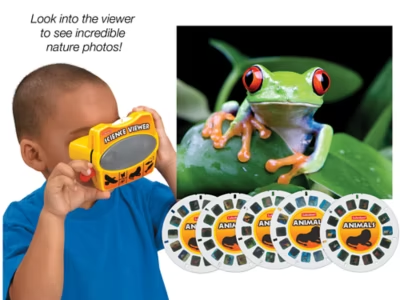 Look into the viewer
to see incredible
nature photos!
SCIENCE VIEWER
ANIMALS
ANIMALS
ANIMALS
ANIMALS
ANIMALS